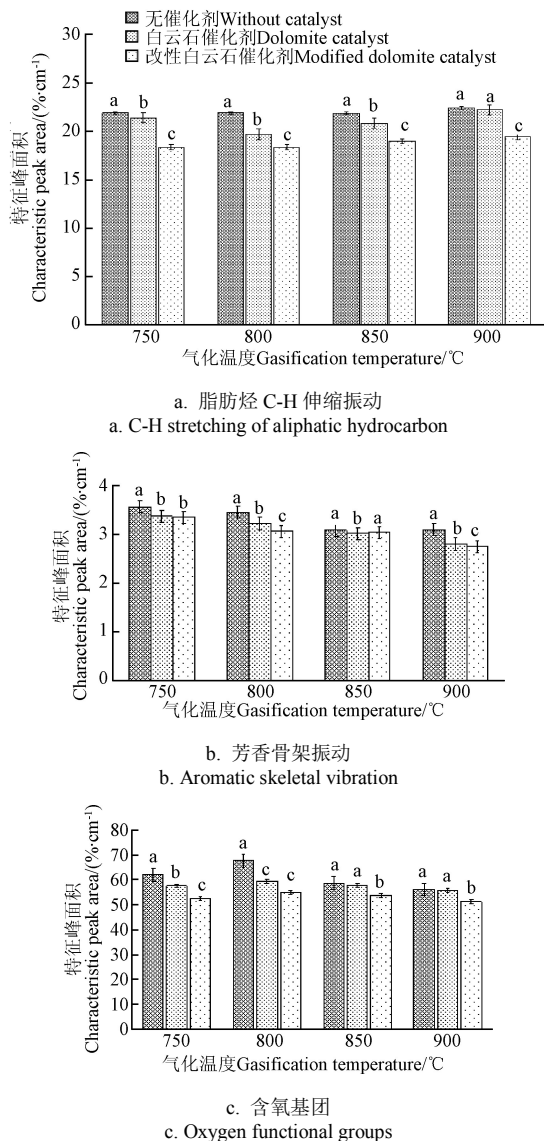 无催化剂Without catalyst
白云石催化剂Dolomite catalyst
改性白云石催化剂Modified dolomite catalyst
特征峰面积
Characteristic peak area/(%·cm-1)
30
25
20
15
10
5
0
a b c a b c a b c a a c
750 800 850 900
气化温度Gasification temperature/℃
a. 脂肪烃 C-H 伸缩振动
a. C-H stretching of aliphatic hydrocarbon
特征峰面积
Characteristic peak area/(%·cm-1)
4
3
2
1
0
a b b a b c a b a a b c
750 800 850 900
气化温度Gasification temperature/℃
b. 芳香骨架振动
b. Aromatic skeletal vibration
特征峰面积
Characteristic peak area/(%·cm-1)
80
70
60
50
40
30
20
10
0
a b c a c c a a b a a b
750 800 850 900
气化温度Gasification temperature/℃
c. 含氧基团
c. Oxygen functional groups